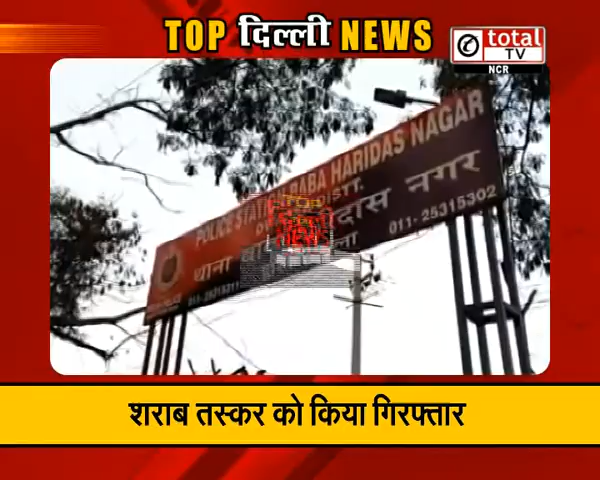 TOP दिल्ली NEWS
total
TV
NCR
POLICE STATION BABA HARIDAS NAGAR
DISTT.
थाना
नगर
011-25315302
शराब तस्कर को किया गिरफ्तार